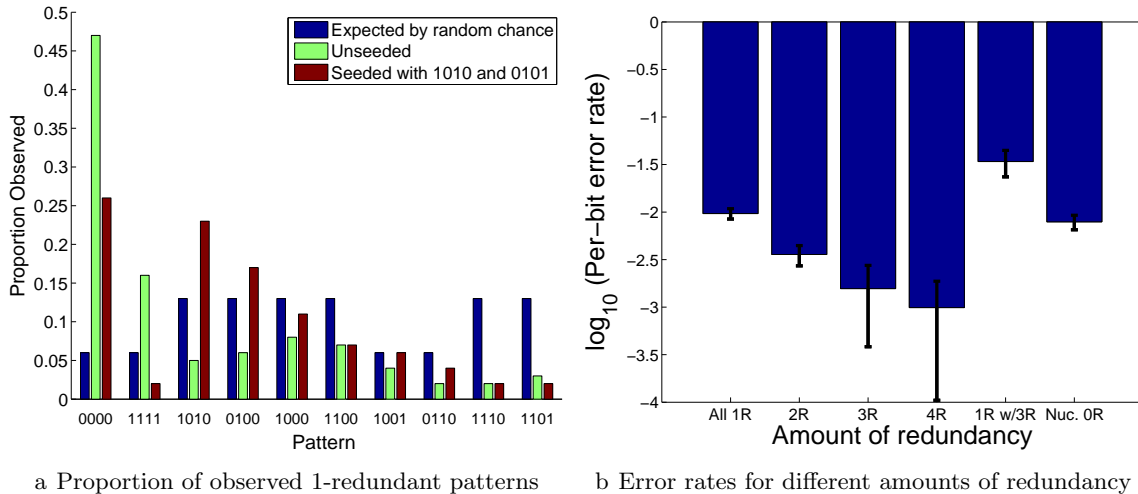 0.5
0.45
0.4
0.35
0.3
0.25
0.2
0.15
0.1
0.05
0
Proportion Observed
Expected by random chance
Unseeded
Seeded with 1010 and 0101
0000 1111 1010 0100 1000 1100 1001 0110 1110 1101
Pattern
a Proportion of observed 1-redundant patterns
0
−0.5
−1
−1.5
−2
−2.5
−3
−3.5
−4
log10 (Per−bit error rate)
All 1R 2R 3R 4R 1R w/3R Nuc. 0R
Amount of redundancy
b Error rates for different amounts of redundancy